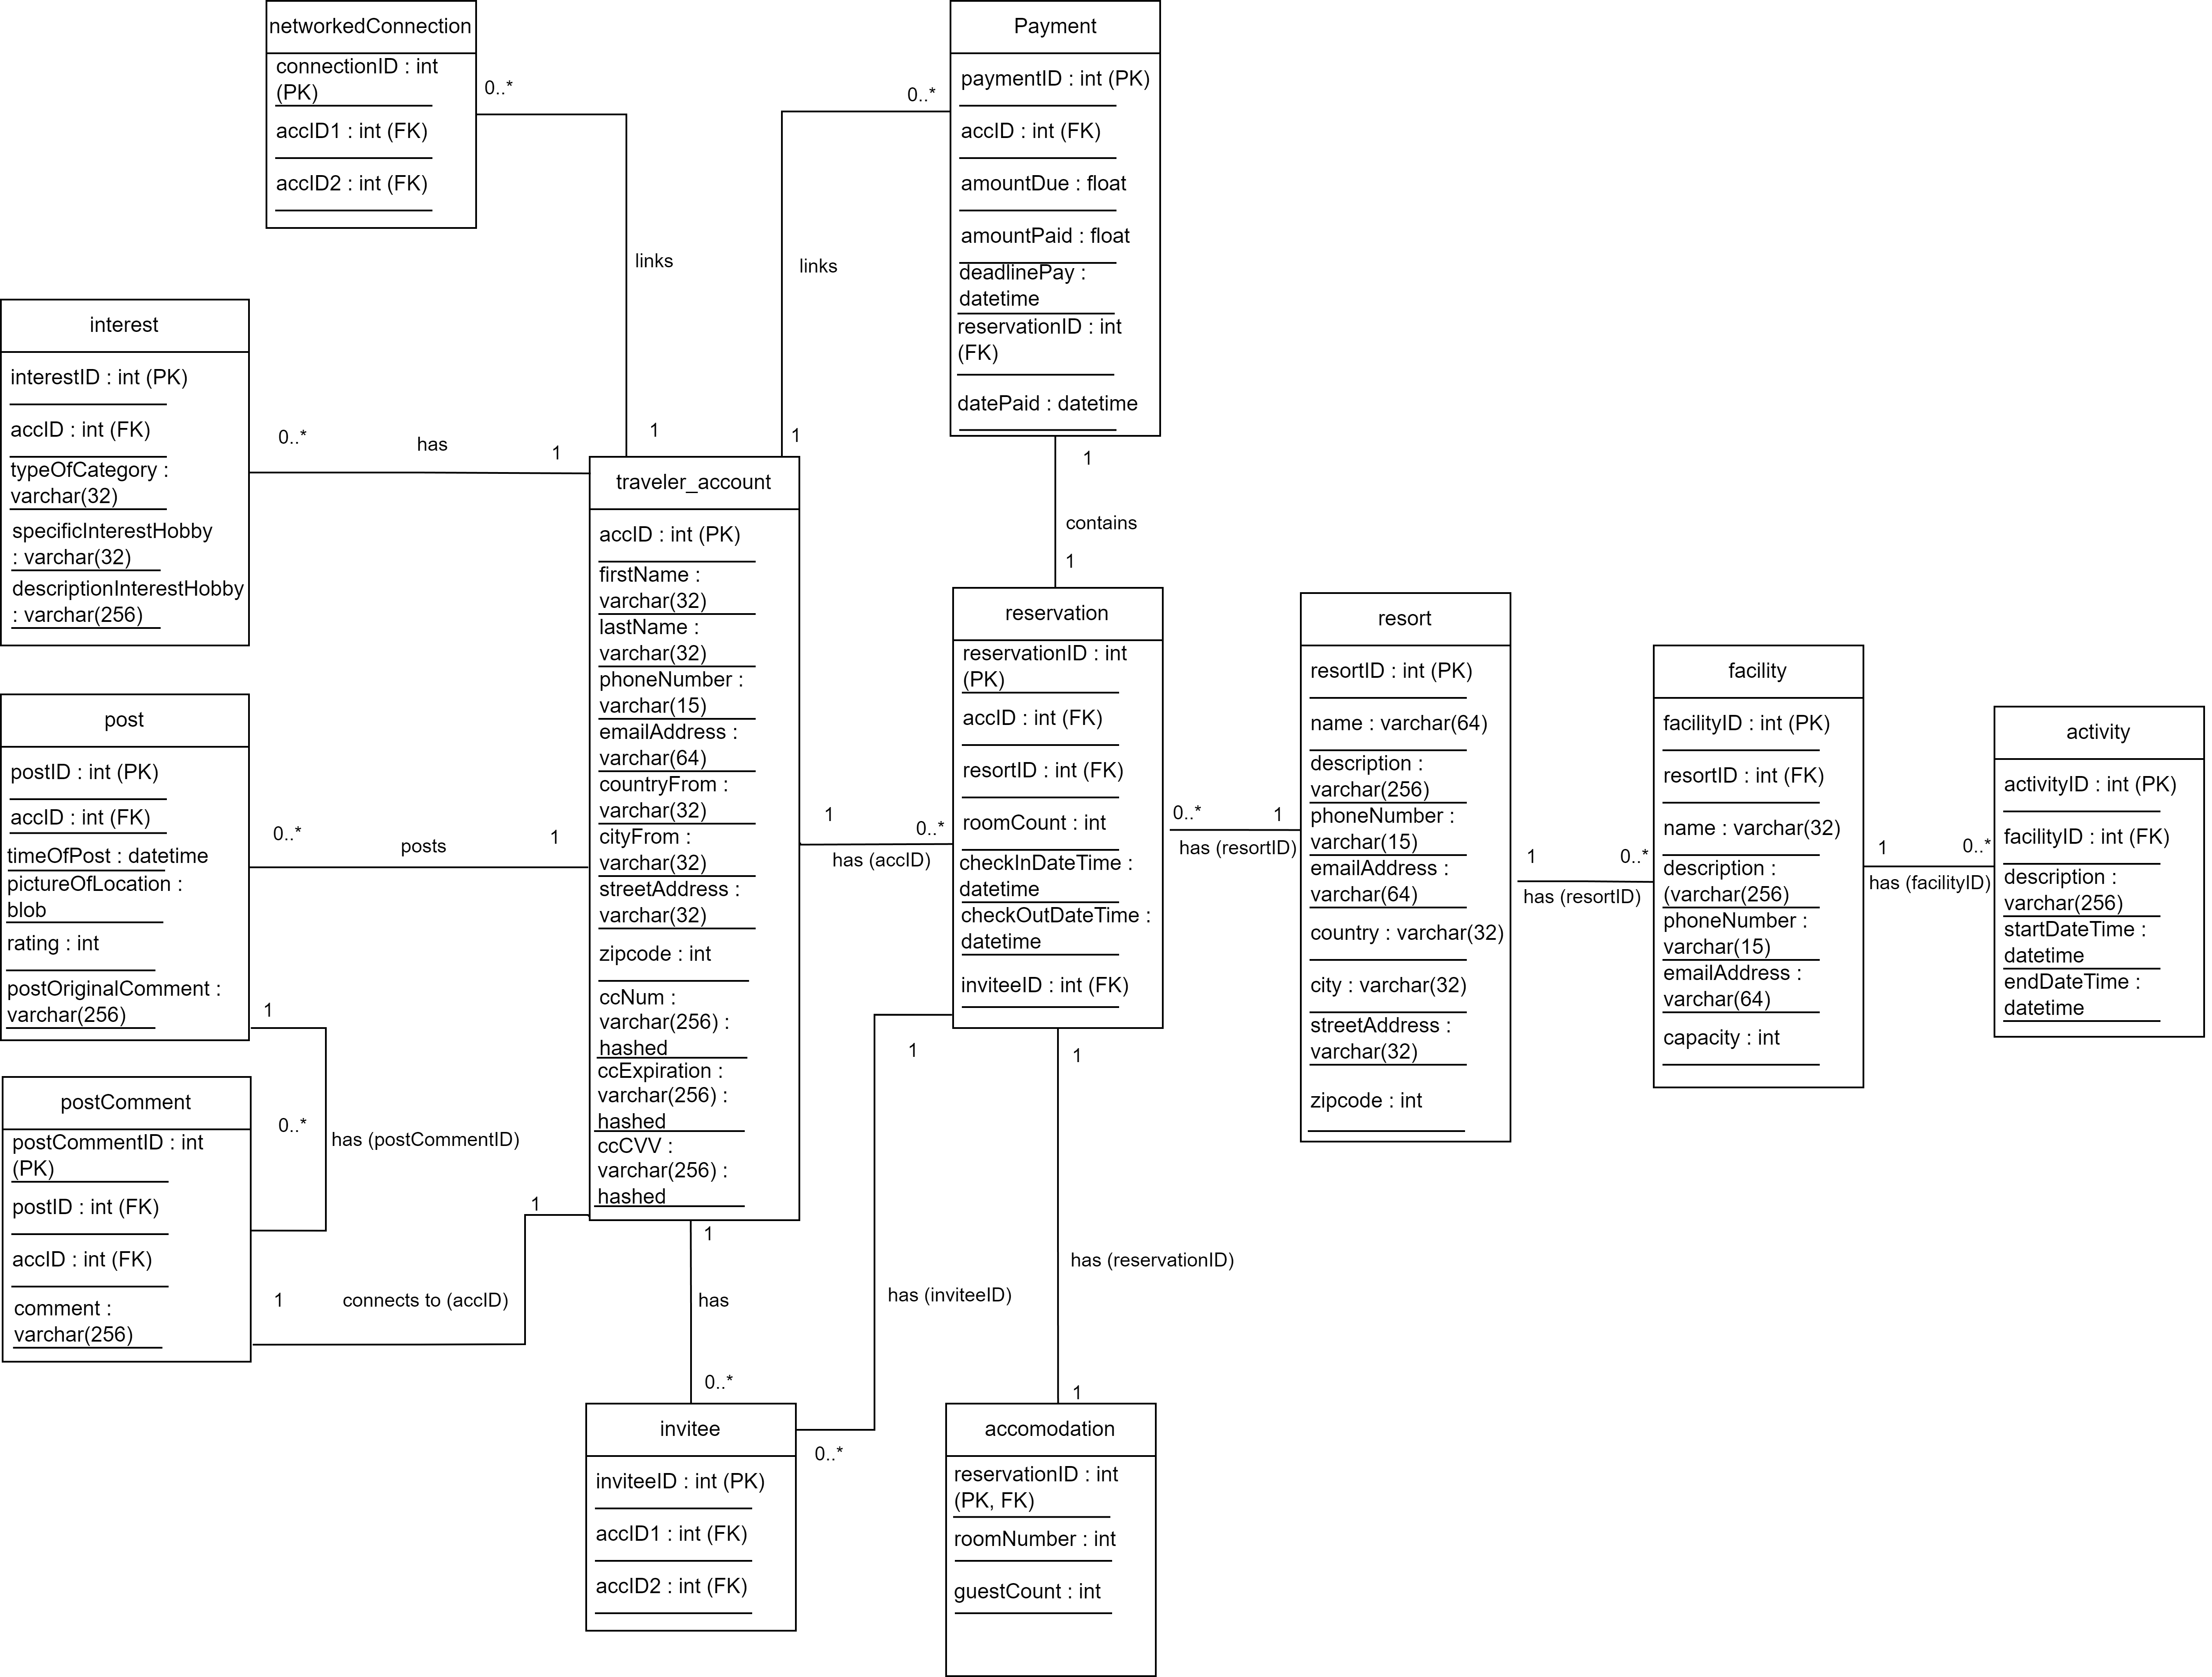 networkedConnection
connectionID : int
(PK)
accID1 : int (FK)
accID2 : int (FK)
0..*
links
1
Payment
paymentID : int (PK)
accID : int (FK)
amountDue : float
amountPaid : float
deadlinePay :
datetime
reservationID : int
(FK)
datePaid : datetime
0..*
links
1
1
contains
1
interest
interestID : int (PK)
accID : int (FK)
typeOfCategory :
varchar(32)
specificInterestHobby
: varchar(32)
descriptionInterestHobby
: varchar(256)
0..*
has
1
traveler_account
accID : int (PK)
firstName :
varchar(32)
lastName :
varchar(32)
phoneNumber :
varchar(15)
emailAddress :
varchar(64)
countryFrom :
varchar(32)
cityFrom :
varchar(32)
streetAddress :
varchar(32)
zipcode : int
ccNum :
varchar(256) :
hashed
ccExpiration :
varchar(256) :
hashed
ccCVV :
varchar(256) :
hashed
post
postID : int (PK)
accID : int (FK)
timeOfPost : datetime
pictureOfLocation :
blob
rating : int
postOriginalComment :
varchar(256)
0..*
posts
1
1
0..*
has (postCommentID)
postComment
postCommentID : int
(PK)
postID : int (FK)
accID : int (FK)
comment :
varchar(256)
1
connects to (accID)
1
1
has
0..*
invitee
inviteeID : int (PK)
accID1 : int (FK)
accID2 : int (FK)
1
has (accID)
0..*
reservation
reservationID : int
(PK)
accID : int (FK)
resortID : int (FK)
roomCount : int
checkInDateTime :
datetime
checkOutDateTime :
datetime
inviteeID : int (FK)
1
has (inviteeID)
0..*
1
has (reservationID)
1
accomodation
reservationID : int
(PK, FK)
roomNumber : int
guestCount : int
0..*
1
has (resortID)
resort
resortID : int (PK)
name : varchar(64)
description :
varchar(256)
phoneNumber :
varchar(15)
emailAddress :
varchar(64)
country : varchar(32)
city : varchar(32)
streetAddress :
varchar(32)
zipcode : int
1
0..*
has (resortID)
facility
facilityID : int (PK)
resortID : int (FK)
name : varchar(32)
description :
(varchar(256)
phoneNumber :
varchar(15)
emailAddress :
varchar(64)
capacity : int
1
0..*
has (facilityID)
activity
activityID : int (PK)
facilityID : int (FK)
description :
varchar(256)
startDateTime :
datetime
endDateTime :
datetime